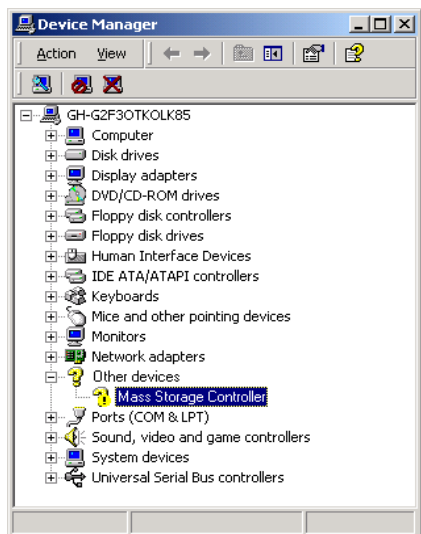 Device Manager
Action View
GH-G2F3OTKOLK85
Computer
Disk drives
Display adapters
DVD/CD-ROM drives
Floppy disk controllers
Floppy disk drives
Human Interface Devices
IDE ATA/ATAPI controllers
Keyboards
Mice and other pointing devices
Monitors
Network adapters
Other devices
Mass Storage Controller
Ports (COM & LPT)
Sound, video and game controllers
System devices
Universal Serial Bus controllers